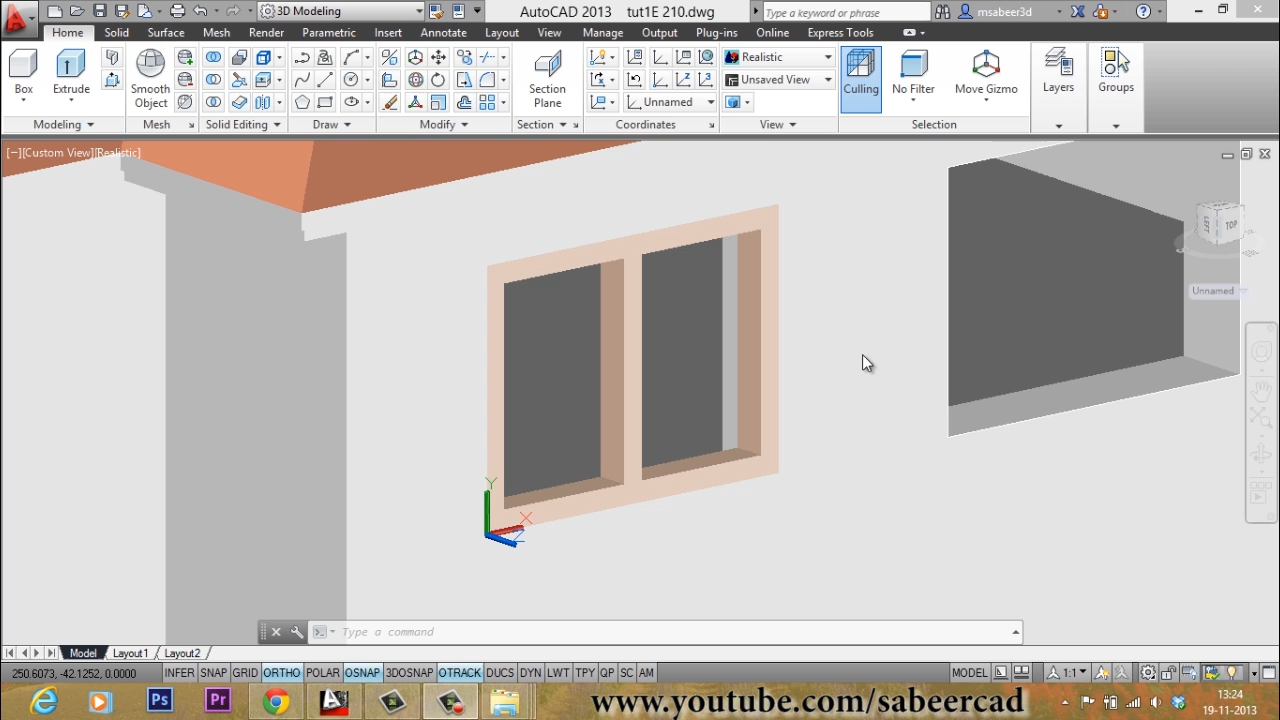 3D Modeling
AutoCAD 2013 tut1E 210.dwg
Type a keyword or phrase
msabeer3d
Home Solid Surface Mesh Render Parametric Insert Annotate Layout View Manage Output Plug-ins Online Express Tools
Box
Extrude
Smooth
Object
Section
Plane
Realistic
Unsaved View
Unnamed
Culling
No Filter
Move Gizmo
Layers
Groups
Modeling Mesh Solid Editing Draw Modify Section Coordinates View Selection
[−][Custom View][Realistic]
LEFT
TOP
Unnamed
Y
X
Z
Type a command
Model Layout1 Layout2
250.6073, -42.1252, 0.0000
INFER SNAP GRID ORTHO POLAR OSNAP 3DOSNAP OTRACK DUCS DYN LWT TPY QP SC AM
MODEL
1:1
Ps
Pr
www.youtube.com/sabeercad
13:24
19-11-2013